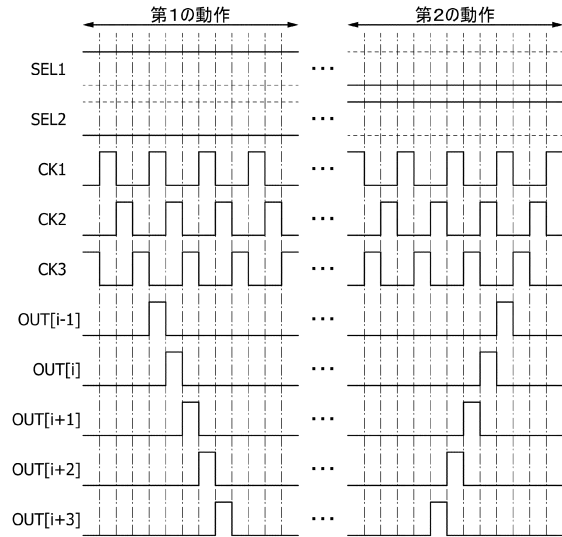 第1の動作
第2の動作
SEL1
...
SEL2
...
CK1
...
CK2
...
CK3
...
OUT[i-1]
...
OUT[i]
...
OUT[i+1]
...
OUT[i+2]
...
OUT[i+3]
...